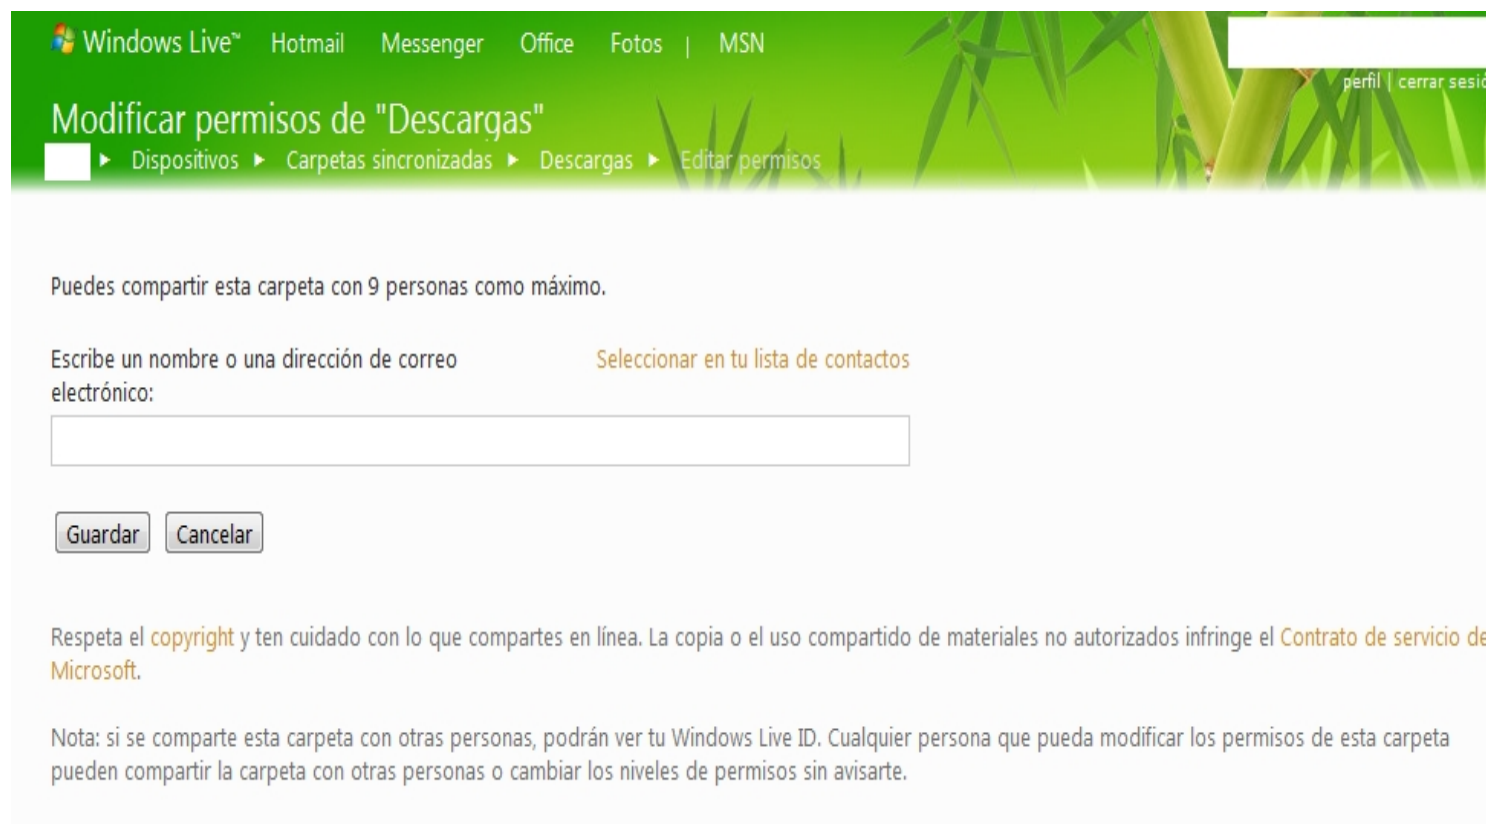 Windows Live™ Hotmail Messenger Office Fotos | MSN
perfil | cerrar sesió
Modificar permisos de "Descargas"
Dispositivos Carpetas sincronizadas Descargas Editar permisos
Puedes compartir esta carpeta con 9 personas como máximo.
Escribe un nombre o una dirección de correo
electrónico:
Seleccionar en tu lista de contactos
Guardar Cancelar
Respeta el copyright y ten cuidado con lo que compartes en línea. La copia o el uso compartido de materiales no autorizados infringe el Contrato de servicio de
Microsoft.
Nota: si se comparte esta carpeta con otras personas, podrán ver tu Windows Live ID. Cualquier persona que pueda modificar los permisos de esta carpeta
pueden compartir la carpeta con otras personas o cambiar los niveles de permisos sin avisarte.